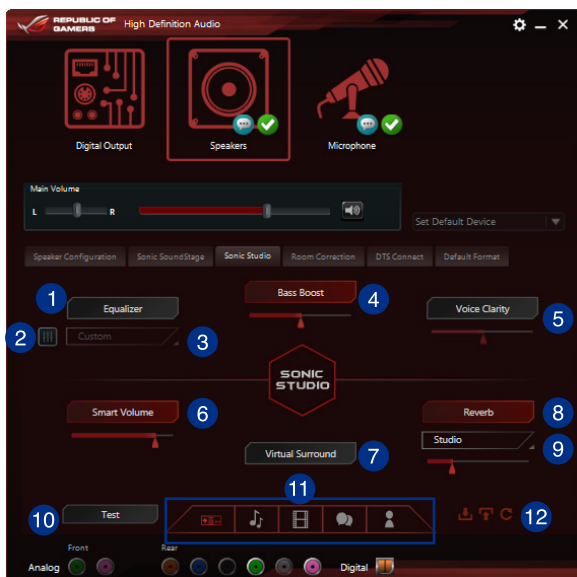 REPUBLIC OF
GAMERS
High Definition Audio
Digital Output
Speakers
Microphone
Main Volume
L
R
Set Default Device
Speaker Configuration
Sonic SoundStage
Sonic Studio
Room Correction
DTS Connect
Default Format
1
Equalizer
Bass Boost
4
Voice Clarity
5
2
Custom
3
SONIC
STUDIO
Smart Volume
6
Reverb
8
Studio
9
Virtual Surround
7
11
10
Test
12
Front
Rear
Analog
Digital